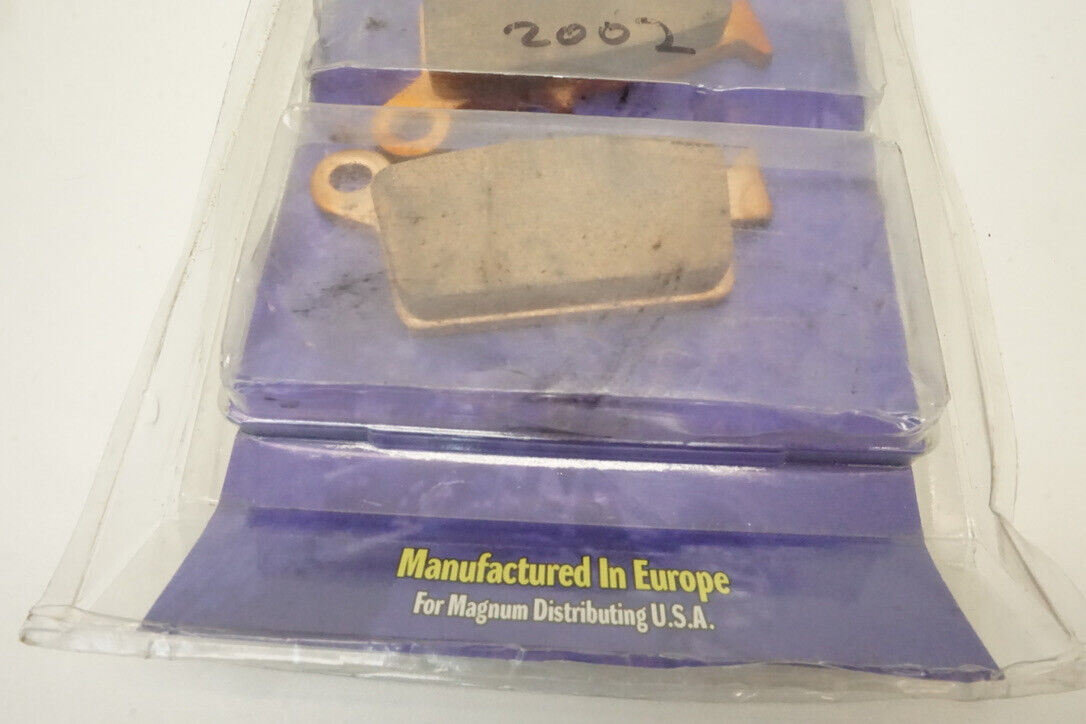 2002
Manufactured In Europe
For Magnum Distributing U.S.A.